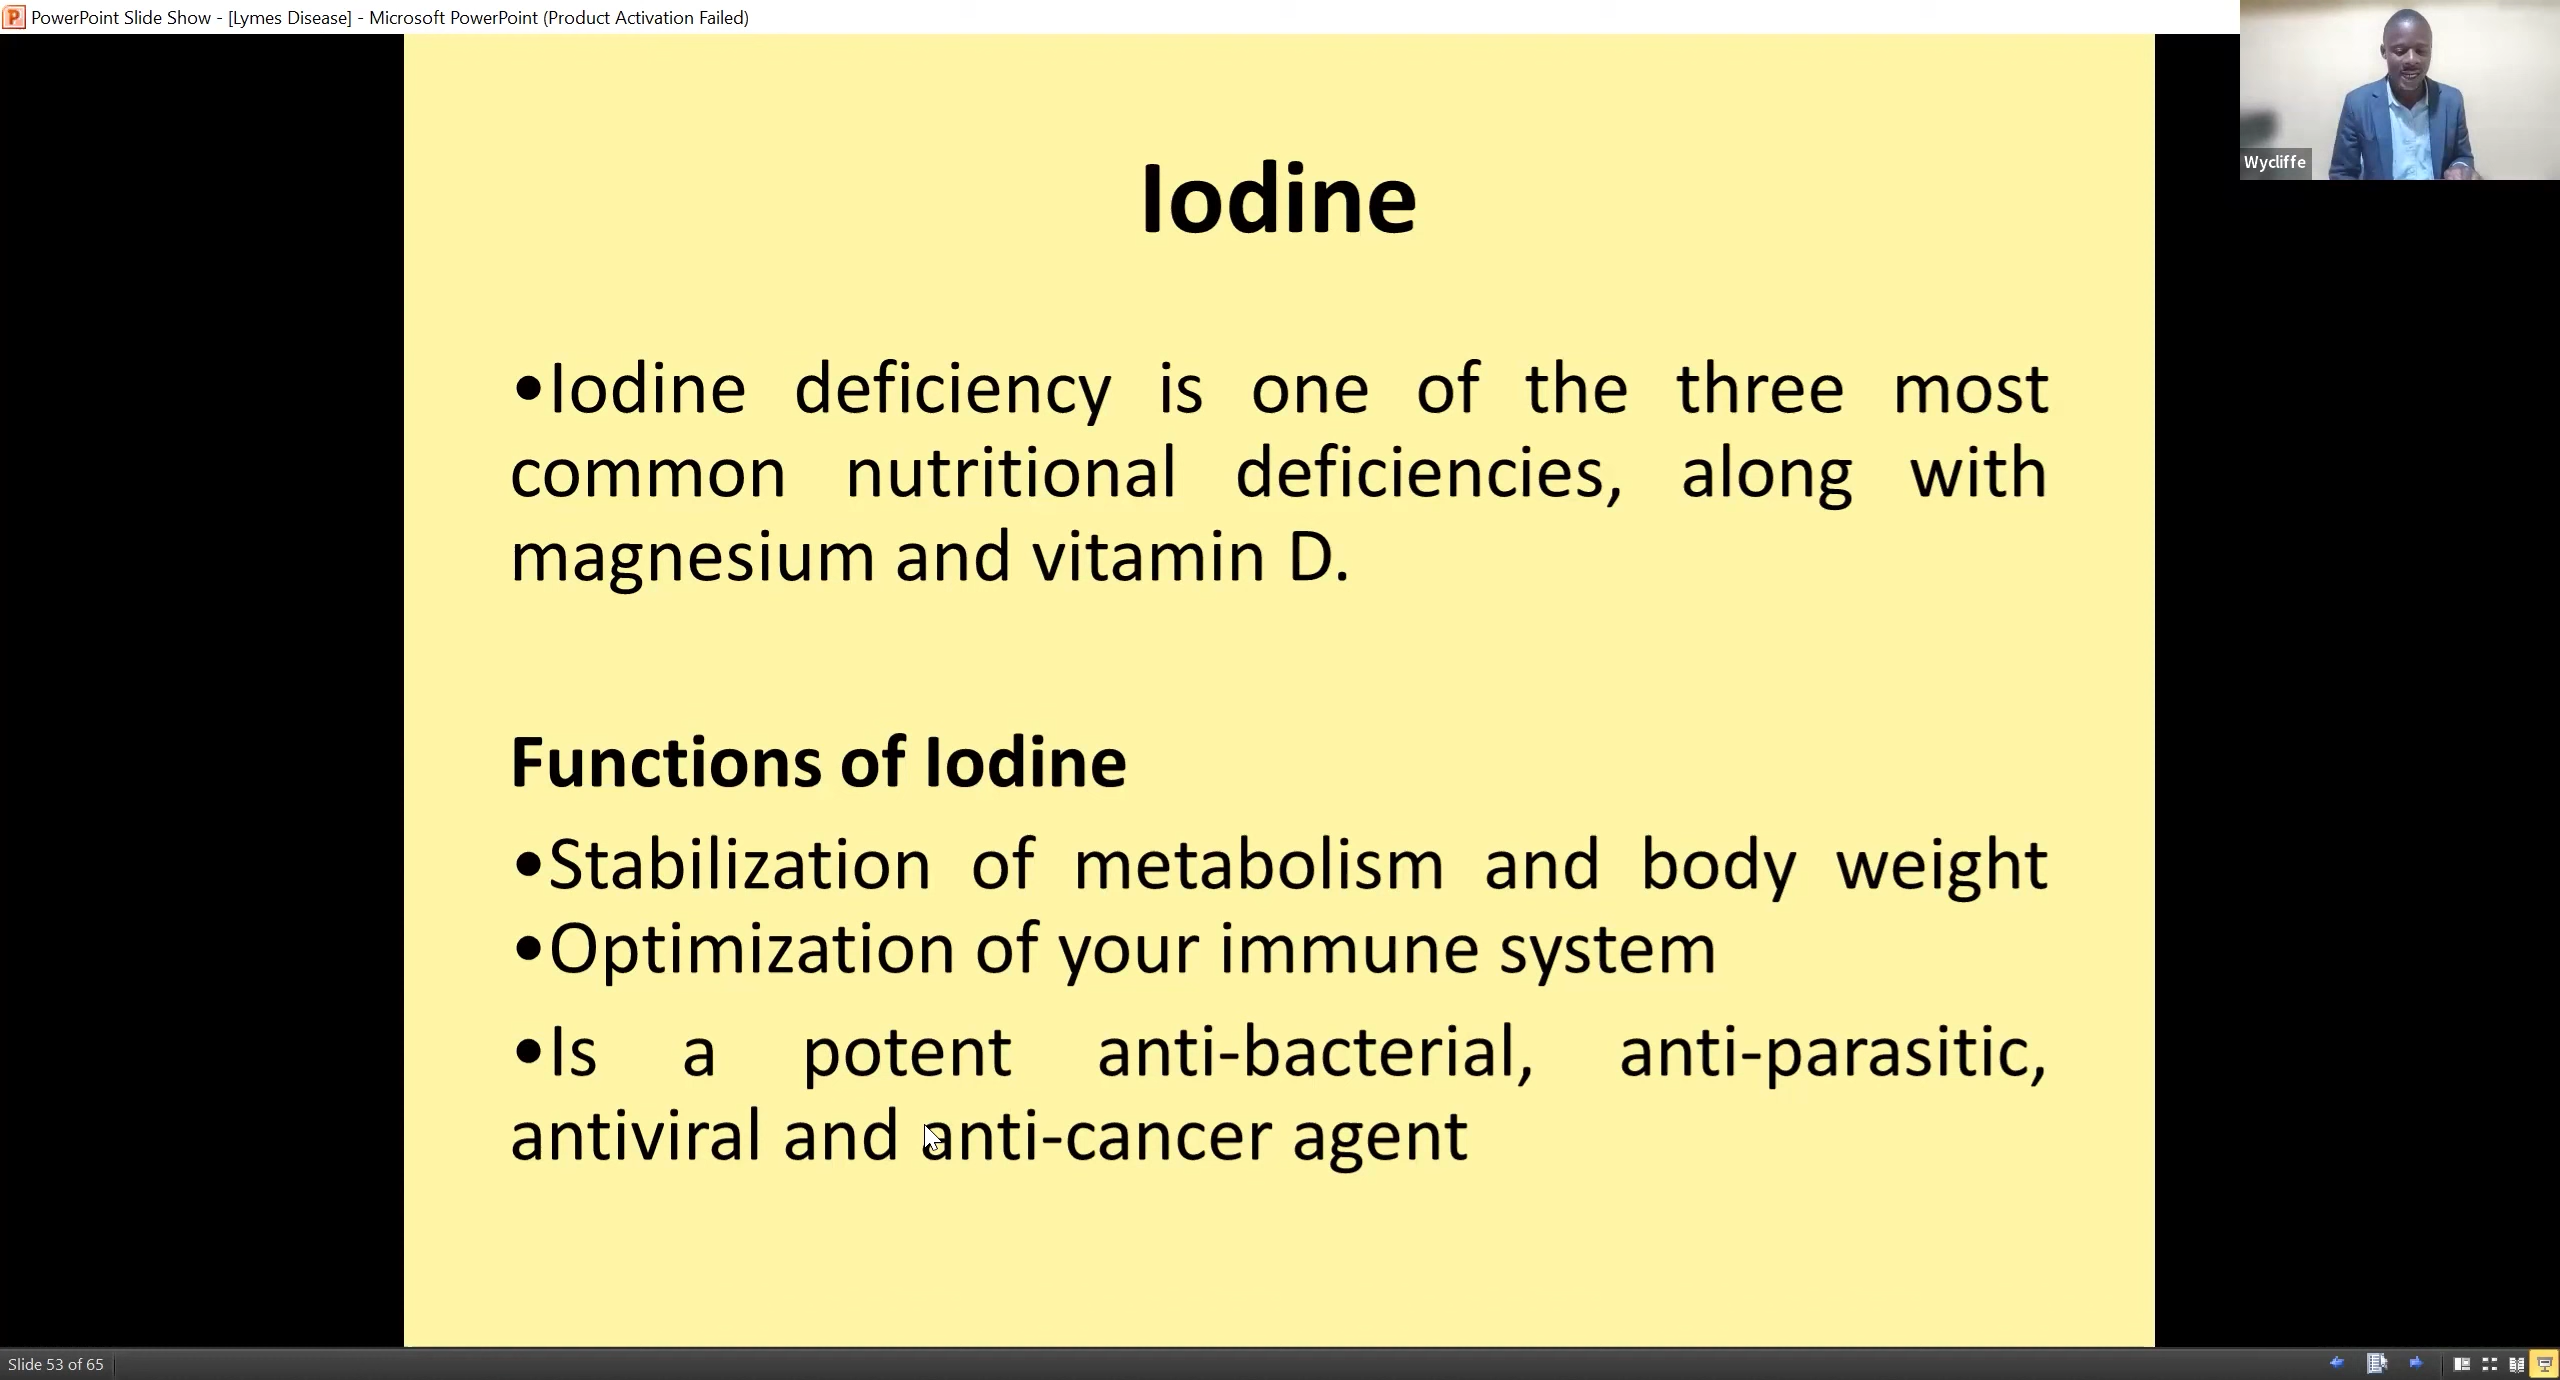 PowerPoint Slide Show - [Lymes Disease] - Microsoft PowerPoint (Product Activation Failed)
Wycliffe
Iodine
•Iodine deficiency is one of the three most
common nutritional deficiencies, along with
magnesium and vitamin D.
Functions of Iodine
•Stabilization of metabolism and body weight
•Optimization of your immune system
•Is a potent anti-bacterial, anti-parasitic,
antiviral and anti-cancer agent
Slide 53 of 65